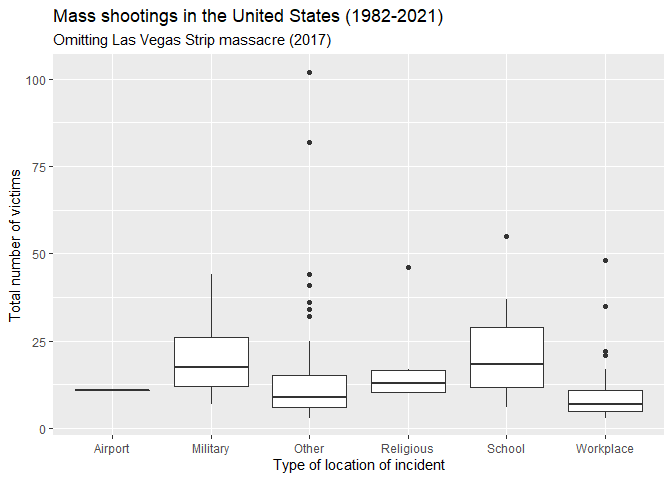 Mass shootings in the United States (1982-2021)
Omitting Las Vegas Strip massacre (2017)
Total number of victims
100
75
50
25
0
Airport Military Other Religious School Workplace
Type of location of incident